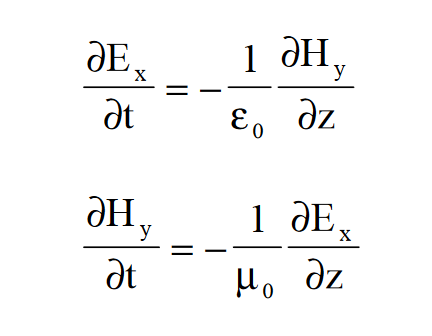 ∂Eₓ/∂t = − 1/ε₀ ∂H_y/∂z
∂H_y/∂t = − 1/μ₀ ∂Eₓ/∂z